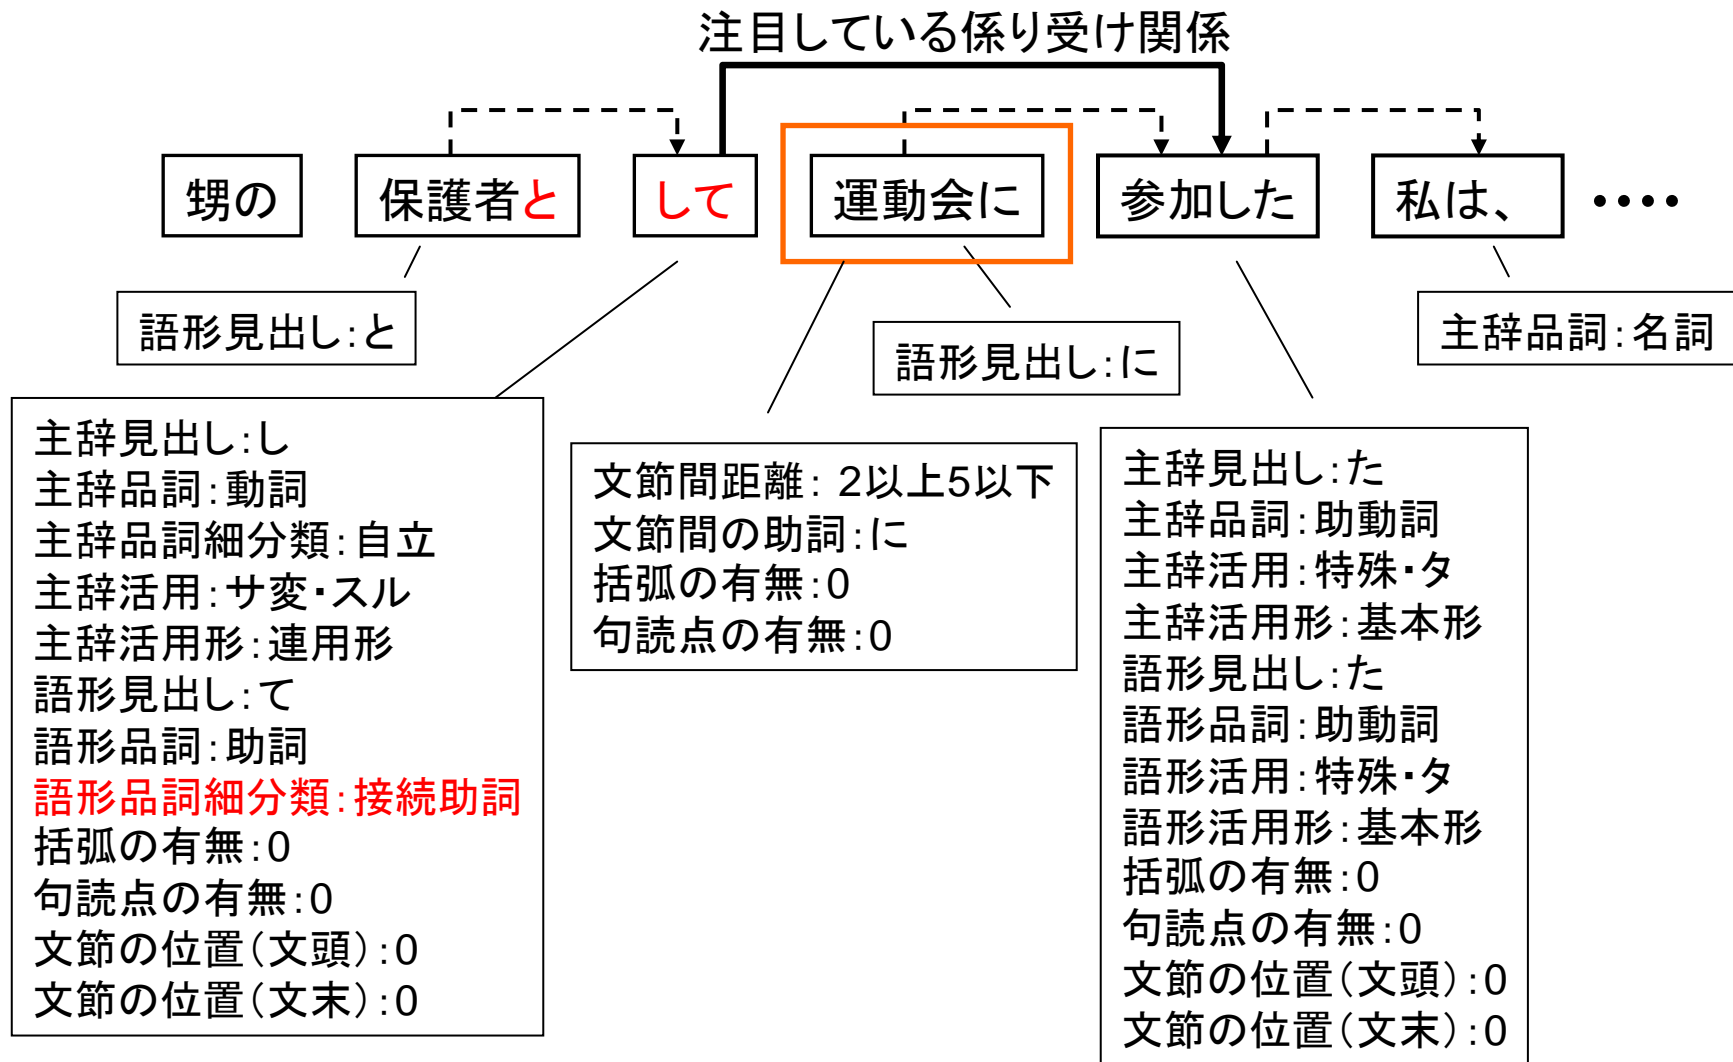 注目している係り受け関係
甥の 保護者と して 運動会に 参加した 私は、 ••••
語形見出し:と
語形見出し:に
主辞品詞:名詞
主辞見出し:し
主辞品詞:動詞
主辞品詞細分類:自立
主辞活用:サ変・スル
主辞活用形:連用形
語形見出し:て
語形品詞:助詞
語形品詞細分類:接続助詞
括弧の有無:0
句読点の有無:0
文節の位置(文頭):0
文節の位置(文末):0
文節間距離: 2以上5以下
文節間の助詞:に
括弧の有無:0
句読点の有無:0
主辞見出し:た
主辞品詞:助動詞
主辞活用:特殊・タ
主辞活用形:基本形
語形見出し:た
語形品詞:助動詞
語形活用:特殊・タ
語形活用形:基本形
括弧の有無:0
句読点の有無:0
文節の位置(文頭):0
文節の位置(文末):0